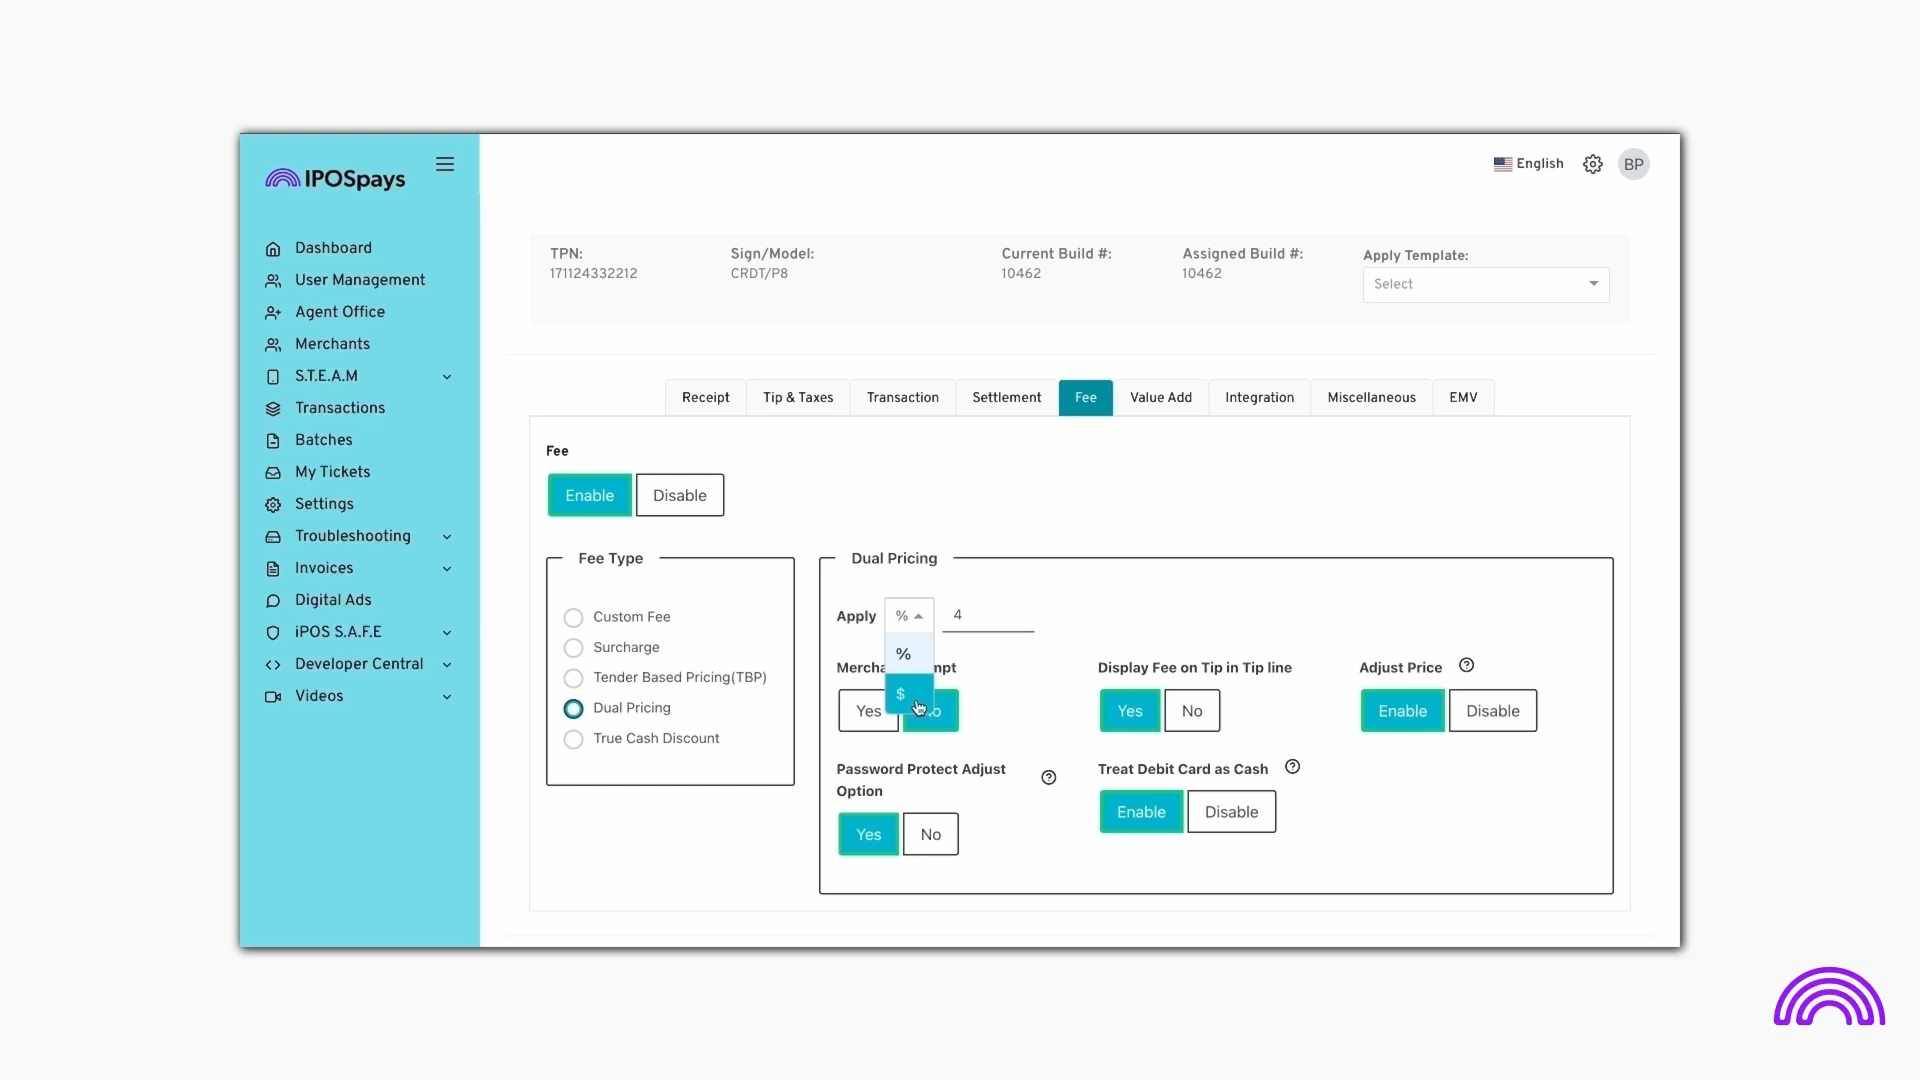 IPOSpays
English
BP
Dashboard
User Management
Agent Office
Merchants
S.T.E.A.M
Transactions
Batches
My Tickets
Settings
Troubleshooting
Invoices
Digital Ads
iPOS S.A.F.E
Developer Central
Videos
TPN:
171124332212
Sign/Model:
CRDT/P8
Current Build #:
10462
Assigned Build #:
10462
Apply Template:
Select
Receipt
Tip & Taxes
Transaction
Settlement
Fee
Value Add
Integration
Miscellaneous
EMV
Fee
Enable
Disable
Fee Type
Custom Fee
Surcharge
Tender Based Pricing(TBP)
Dual Pricing
True Cash Discount
Dual Pricing
Apply
%
4
%
$
Yes
Display Fee on Tip in Tip line
Yes
No
Adjust Price
Enable
Disable
Password Protect Adjust
Option
Yes
No
Treat Debit Card as Cash
Enable
Disable